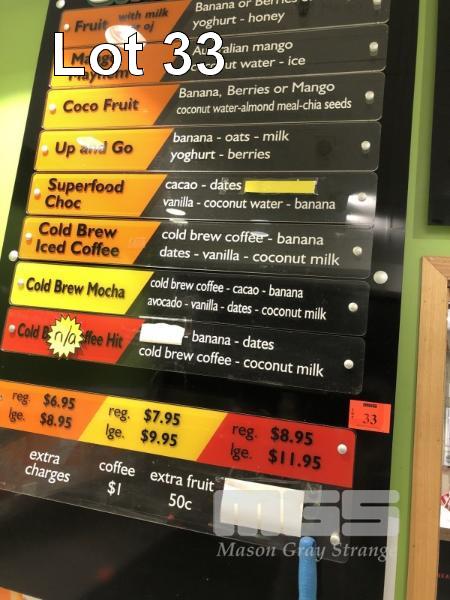 Lot 33
Fruit with milk
Banana or Berries or
yoghurt - honey
Mango
Mayhem
Australian mango
coconut water - ice
Coco Fruit
Banana, Berries or Mango
coconut water-almond meal-chia seeds
Up and Go
banana - oats - milk
yoghurt - berries
Superfood
Choc
cacao - dates
vanilla - coconut water - banana
Cold Brew
Iced Coffee
cold brew coffee - banana
dates - vanilla - coconut milk
Cold Brew Mocha
cold brew coffee - cacao - banana
avocado - vanilla - dates - coconut milk
Cold B n/a ffee Hit
- banana - dates
cold brew coffee - coconut milk
33
reg. $6.95
lge. $8.95
reg. $7.95
lge. $9.95
reg. $8.95
lge. $11.95
extra
charges
coffee
$1
extra fruit
50c
MGS
Mason Gray Strange